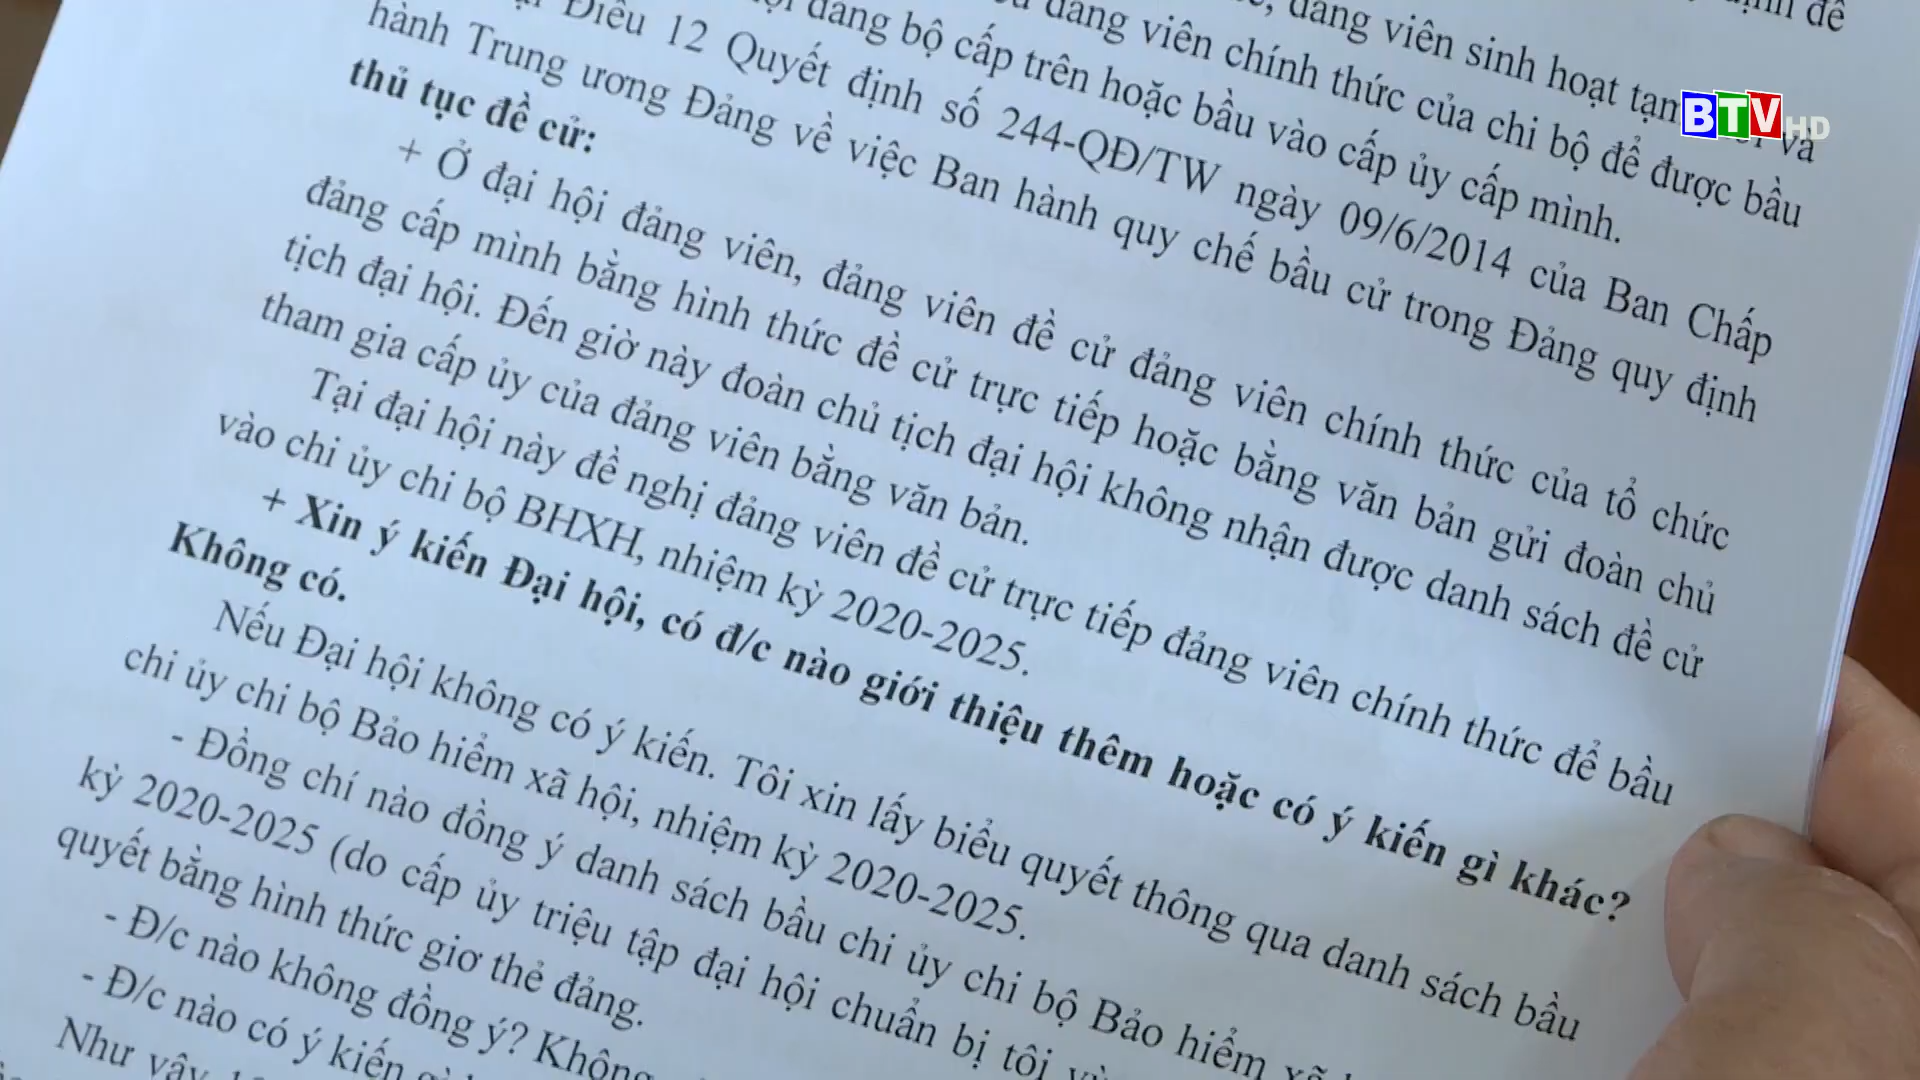 để
đảng viên sinh hoạt tạm và
đảng viên chính thức của chi bộ để được bầu
đảng bộ cấp trên hoặc bầu vào cấp ủy cấp mình.
Điều 12 Quyết định số 244-QĐ/TW ngày 09/6/2014 của Ban Chấp
hành Trung ương Đảng về việc Ban hành quy chế bầu cử trong Đảng quy định
thủ tục đề cử:
+ Ở đại hội đảng viên, đảng viên đề cử đảng viên chính thức của tổ chức
đảng cấp mình bằng hình thức đề cử trực tiếp hoặc bằng văn bản gửi đoàn chủ
tịch đại hội. Đến giờ này đoàn chủ tịch đại hội không nhận được danh sách đề cử
tham gia cấp ủy của đảng viên bằng văn bản.
Tại đại hội này đề nghị đảng viên đề cử trực tiếp đảng viên chính thức để bầu
vào chi ủy chi bộ BHXH, nhiệm kỳ 2020-2025.
+ Xin ý kiến Đại hội, có đ/c nào giới thiệu thêm hoặc có ý kiến gì khác?
Không có.
Nếu Đại hội không có ý kiến. Tôi xin lấy biểu quyết thông qua danh sách bầu
chi ủy chi bộ Bảo hiểm xã hội, nhiệm kỳ 2020-2025.
- Đồng chí nào đồng ý danh sách bầu chi ủy chi bộ Bảo hiểm xã
kỳ 2020-2025 (do cấp ủy triệu tập đại hội chuẩn bị tôi
quyết bằng hình thức giơ thẻ đảng.
- Đ/c nào không đồng ý? Không
- Đ/c nào có ý kiến
Như vậy
BTV HD